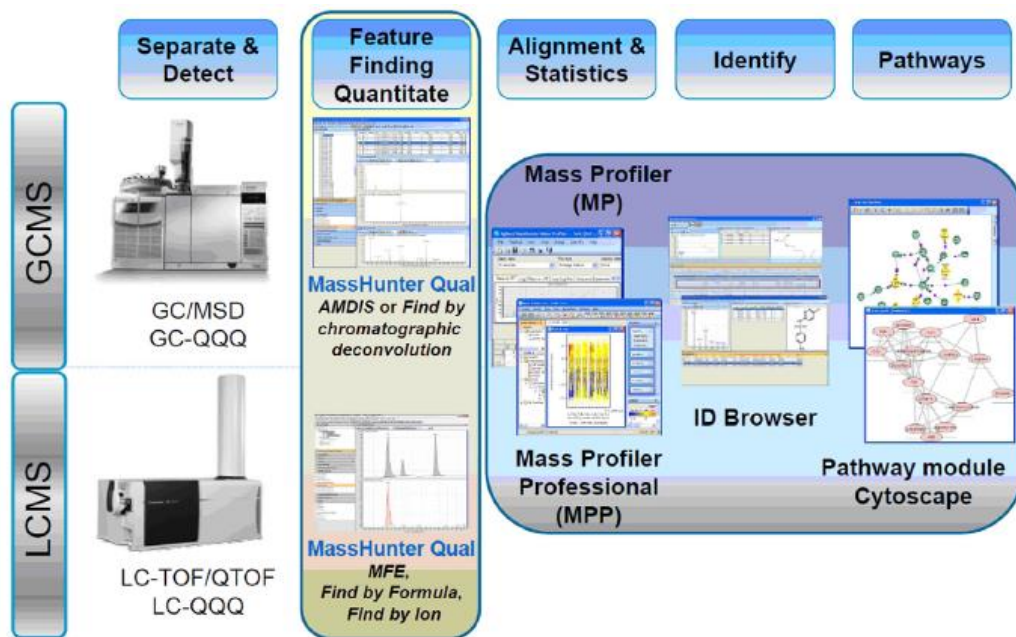 Separate &
Detect
Feature
Finding
Quantitate
Alignment &
Statistics
Identify
Pathways
GCMS
GC/MSD
GC-QQQ
MassHunter Qual
AMDIS or Find by
chromatographic
deconvolution
Mass Profiler
(MP)
Mass Profiler
Professional
(MPP)
ID Browser
Pathway module
Cytoscape
LCMS
LC-TOF/QTOF
LC-QQQ
MassHunter Qual
MFE,
Find by Formula,
Find by Ion